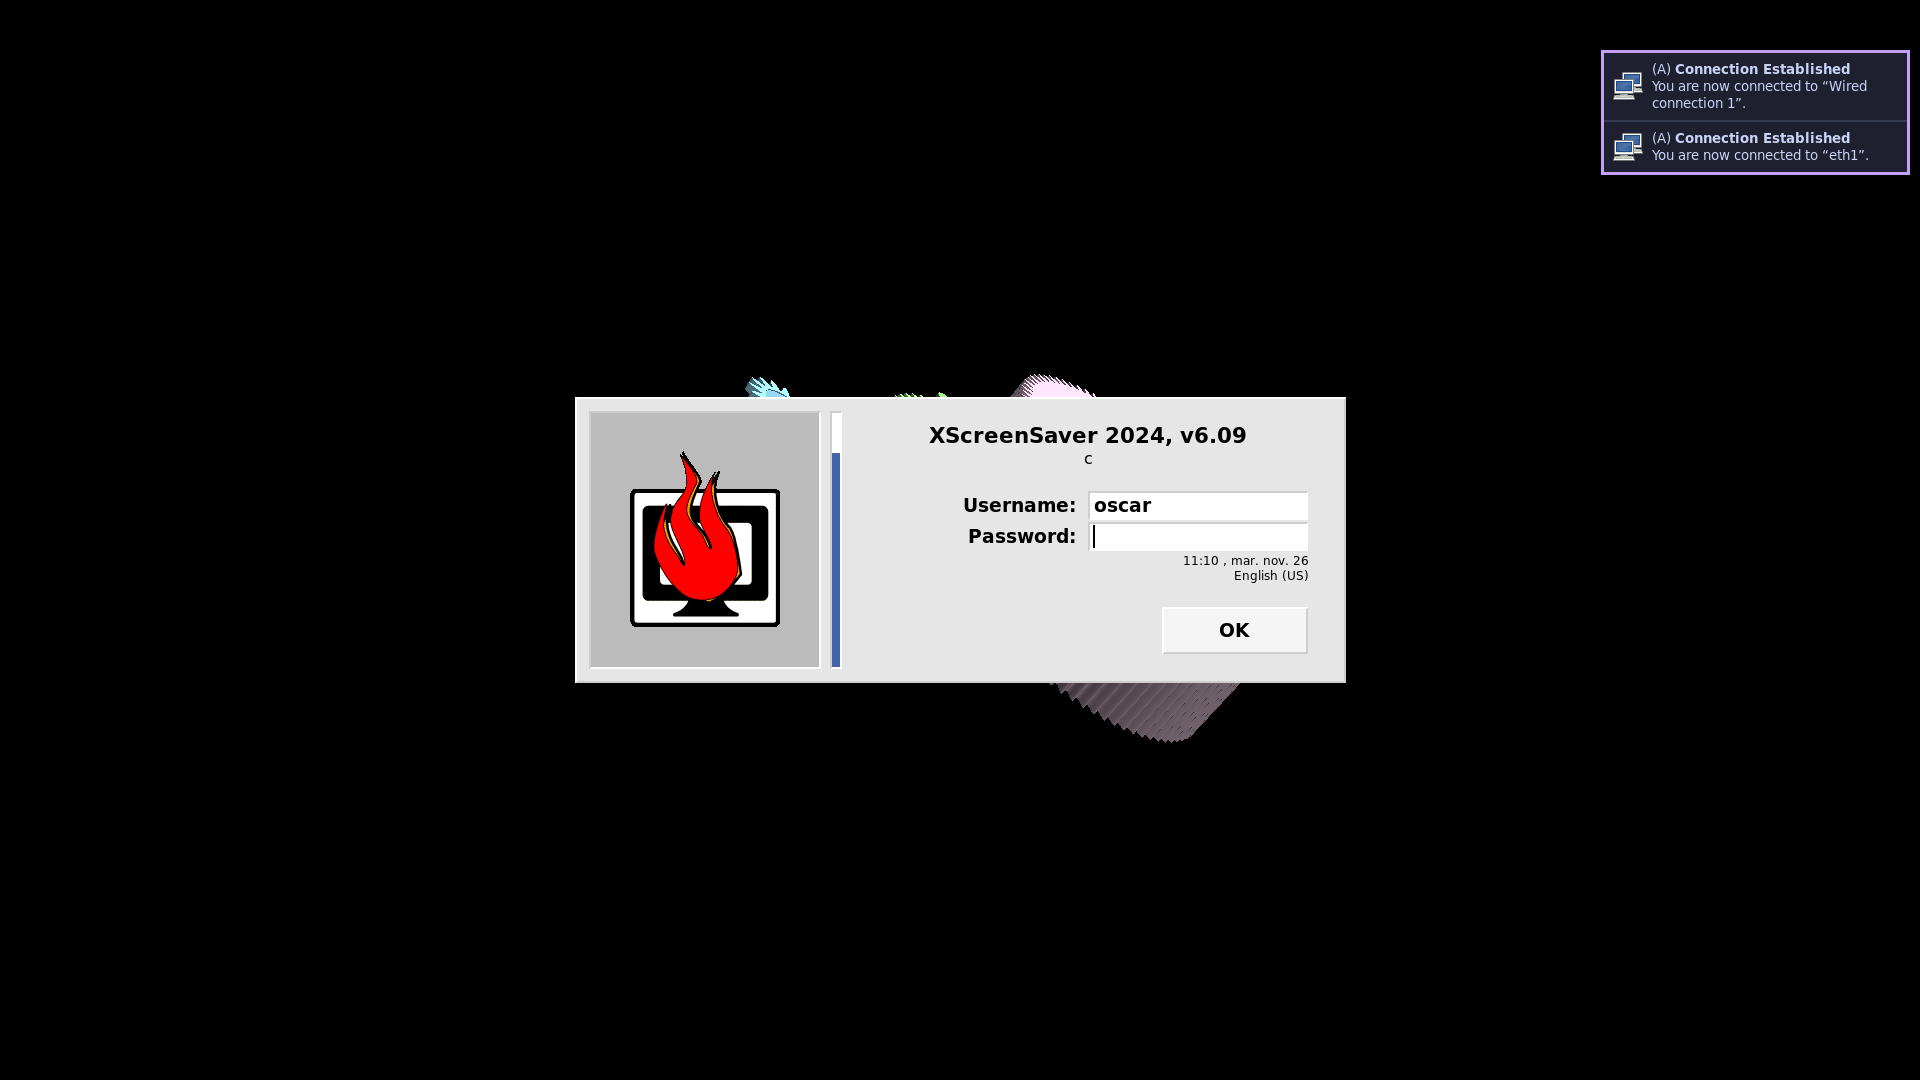 (A) Connection Established
You are now connected to “Wired
connection 1”.
(A) Connection Established
You are now connected to “eth1”.
XScreenSaver 2024, v6.09
c
Username: oscar
Password:
11:10 , mar. nov. 26
English (US)
OK